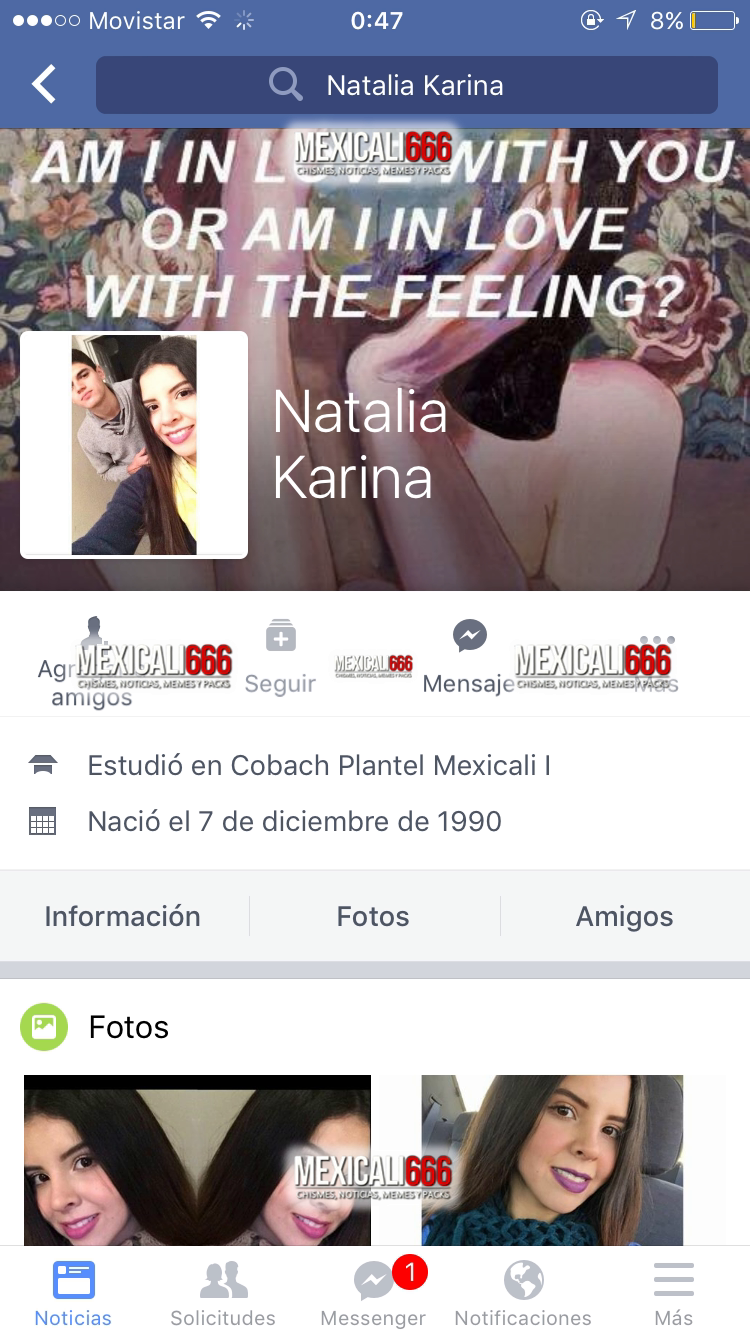 Movistar 0:47 8%
Natalia Karina
AM I IN L WITH YOU
MEXICALI666
CHISMES, NOTICIAS, MEMES Y PACKS
OR AM I IN LOVE
WITH THE FEELING?
Natalia
Karina
Agr
amigos
MEXICALI666
CHISMES, NOTICIAS, MEMES Y PACKS
Seguir
MEXICALI666
CHISMES, NOTICIAS, MEMES Y PACKS
Mensaje
MEXICALI666
CHISMES, NOTICIAS, MEMES Y PACKS
Más
Estudió en Cobach Plantel Mexicali I
Nació el 7 de diciembre de 1990
Información Fotos Amigos
Fotos
MEXICALI666
CHISMES, NOTICIAS, MEMES Y PACKS
1
Noticias Solicitudes Messenger Notificaciones Más